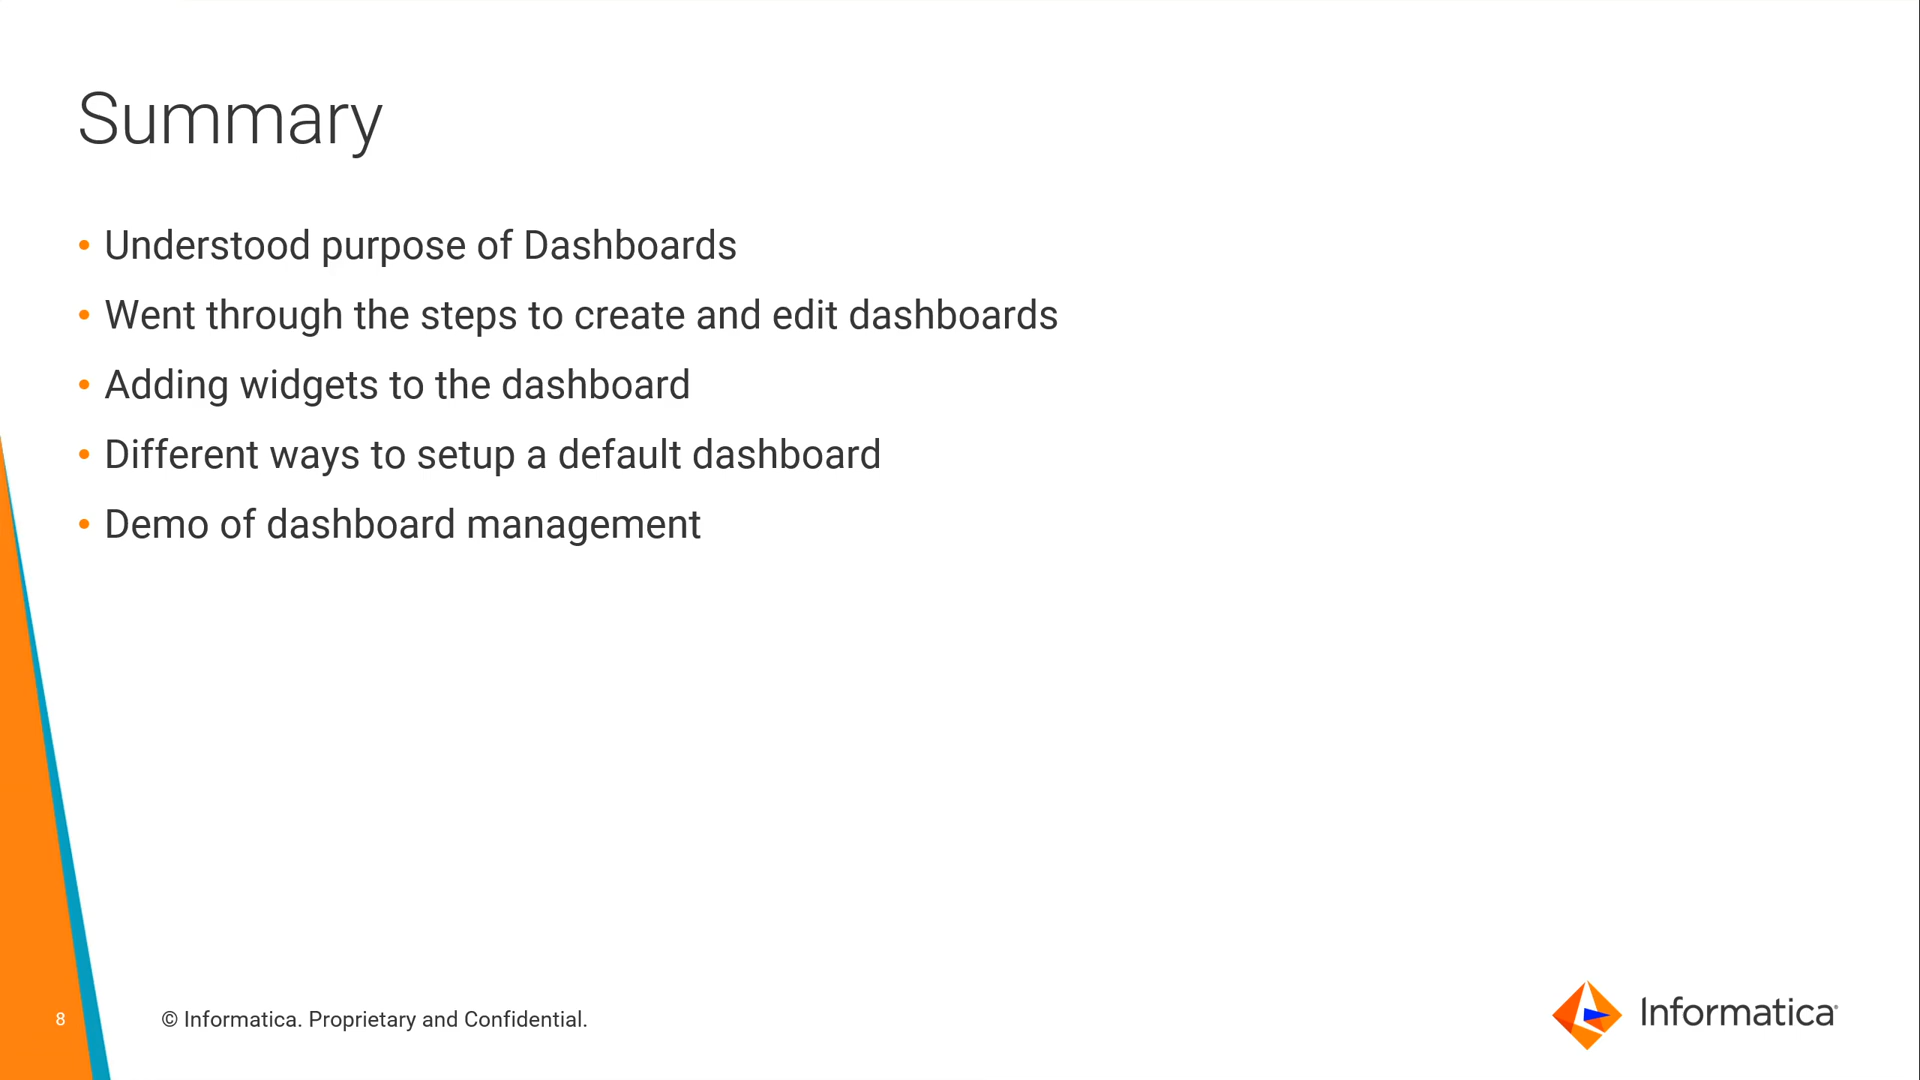 Summary
• Understood purpose of Dashboards
• Went through the steps to create and edit dashboards
• Adding widgets to the dashboard
• Different ways to setup a default dashboard
• Demo of dashboard management
8
© Informatica. Proprietary and Confidential.
Informatica